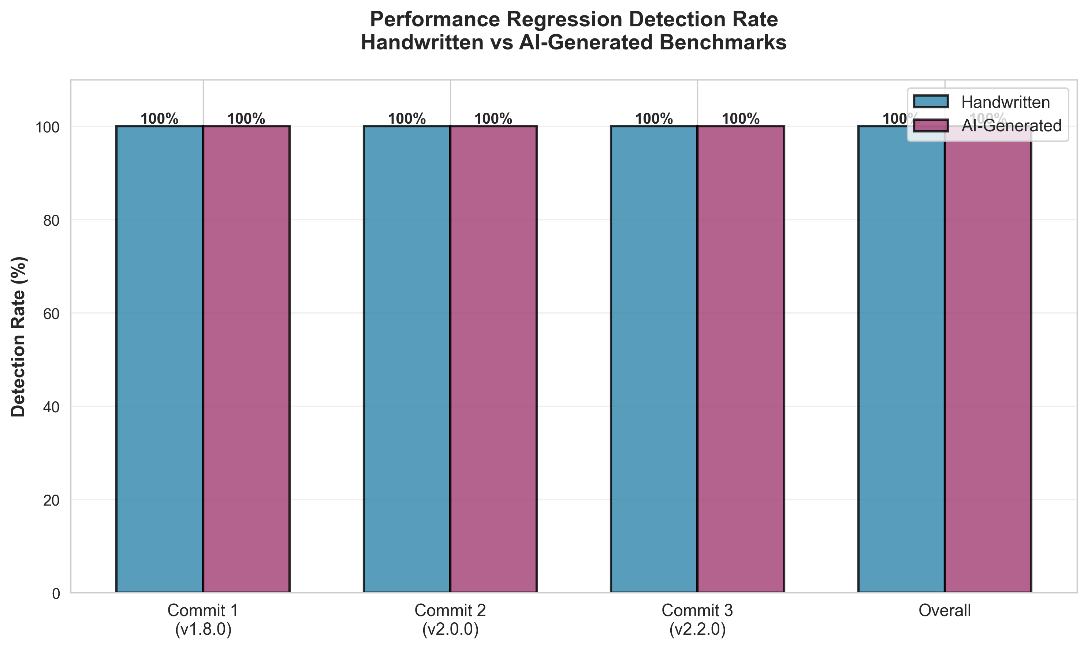 Performance Regression Detection Rate
Handwritten vs AI-Generated Benchmarks
Handwritten
AI-Generated
100% 100% 100% 100% 100% 100% 100% 100%
Detection Rate (%)
100
80
60
40
20
0
Commit 1
(v1.8.0)
Commit 2
(v2.0.0)
Commit 3
(v2.2.0)
Overall